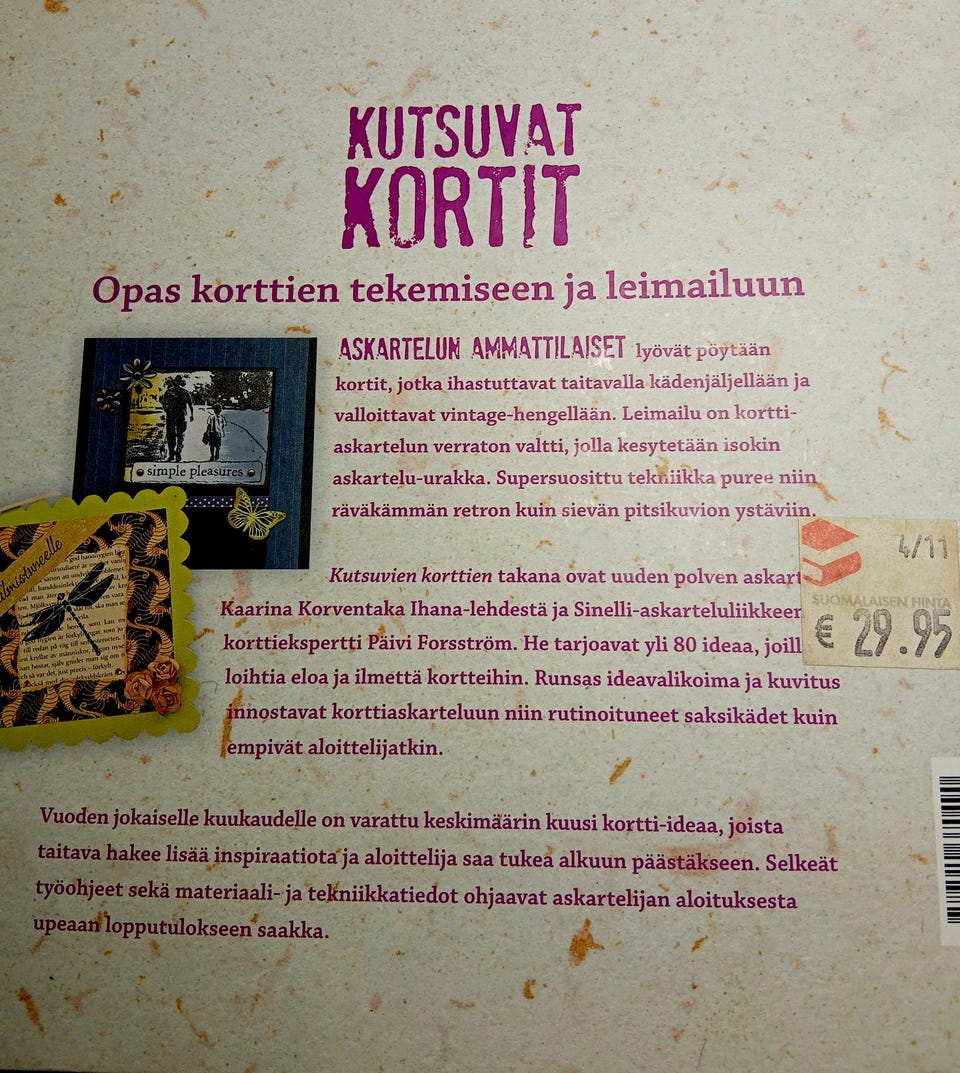 KUTSUVAT
KORTIT
Opas korttien tekemiseen ja leimailuun
ASKARTELUN AMMATTILAISET lyövät pöytään
kortit, jotka ihastuttavat taitavalla kädenjäljellään ja
valloittavat vintage-hengellään. Leimailu on kortti-
askartelun verraton valtti, jolla kesytetään isokin
askartelu-urakka. Supersuosittu tekniikka puree niin
räväkämmän retron kuin sievän pitsikuvion ystäviin.
simple pleasures
Kutsuvien korttien takana ovat uuden polven askart
Kaarina Korventaka Ihana-lehdestä ja Sinelli-askarteluliikkeen
korttiekspertti Päivi Forsström. He tarjoavat yli 80 ideaa, joill
loihtia eloa ja ilmettä kortteihin. Runsas ideavalikoima ja kuvitus
innostavat korttiaskarteluun niin rutinoituneet saksikädet kuin
empivät aloittelijatkin.
4/11
SUOMALAISEN HINTA
€ 29.95
Vuoden jokaiselle kuukaudelle on varattu keskimäärin kuusi kortti-ideaa, joista
taitava hakee lisää inspiraatiota ja aloittelija saa tukea alkuun päästäkseen. Selkeät
työohjeet sekä materiaali- ja tekniikkatiedot ohjaavat askartelijan aloituksesta
upeaan lopputulokseen saakka.